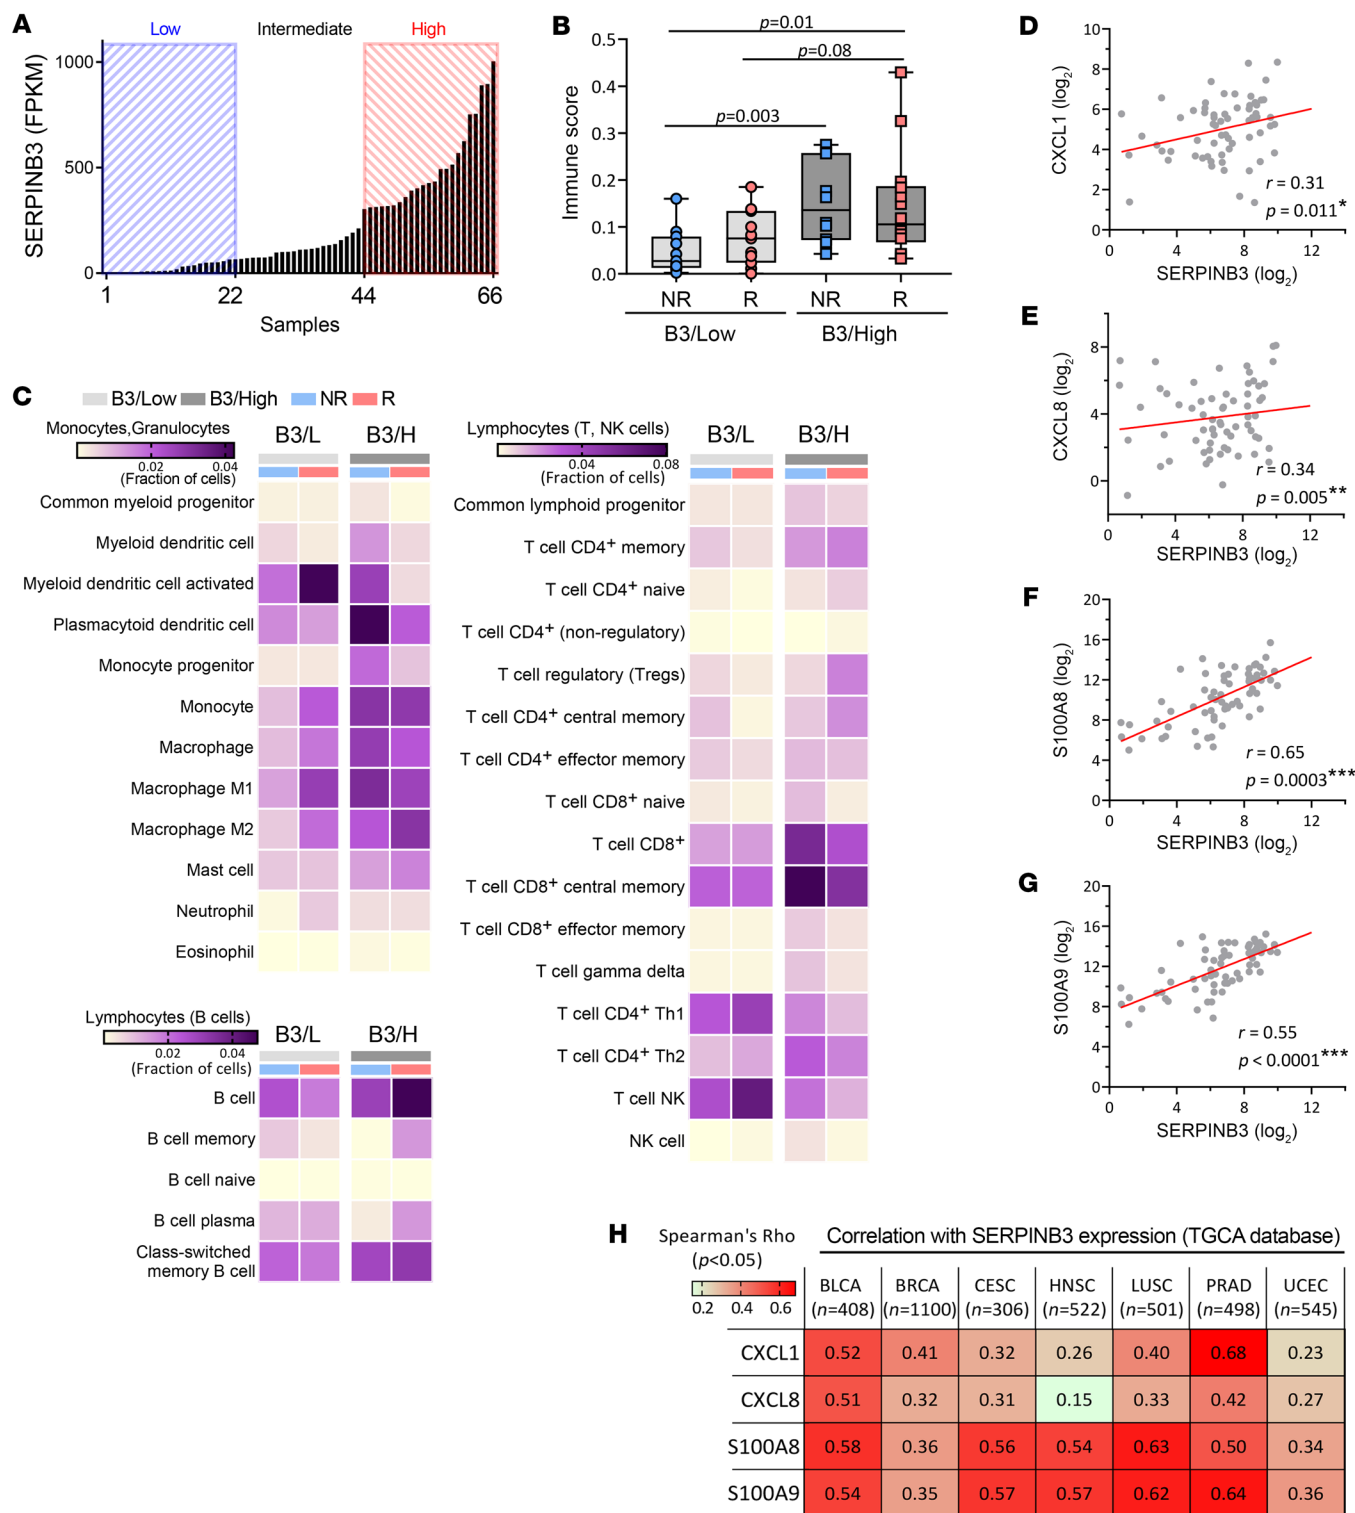 A
Low
Intermediate
High
SERPINB3 (FPKM)
1000
500
0
1
22
44
66
Samples
B
p=0.01
p=0.08
p=0.003
Immune score
0.5
0.4
0.3
0.2
0.1
0.0
NR
R
NR
R
B3/Low
B3/High
C
B3/Low
B3/High
NR
R
Monocytes,Granulocytes
0.02
0.04
(Fraction of cells)
B3/L
B3/H
Common myeloid progenitor
Myeloid dendritic cell
Myeloid dendritic cell activated
Plasmacytoid dendritic cell
Monocyte progenitor
Monocyte
Macrophage
Macrophage M1
Macrophage M2
Mast cell
Neutrophil
Eosinophil
Lymphocytes (B cells)
0.02
0.04
(Fraction of cells)
B3/L
B3/H
B cell
B cell memory
B cell naive
B cell plasma
Class-switched
memory B cell
Lymphocytes (T, NK cells)
0.04
0.08
(Fraction of cells)
B3/L
B3/H
Common lymphoid progenitor
T cell CD4+ memory
T cell CD4+ naive
T cell CD4+ (non-regulatory)
T cell regulatory (Tregs)
T cell CD4+ central memory
T cell CD4+ effector memory
T cell CD8+ naive
T cell CD8+
T cell CD8+ central memory
T cell CD8+ effector memory
T cell gamma delta
T cell CD4+ Th1
T cell CD4+ Th2
T cell NK
NK cell
D
CXCL1 (log2)
10
8
6
4
2
0
r = 0.31
p = 0.011*
0
4
8
12
SERPINB3 (log2)
E
CXCL8 (log2)
8
4
0
r = 0.34
p = 0.005**
0
4
8
12
SERPINB3 (log2)
F
S100A8 (log2)
20
16
12
8
4
0
r = 0.65
p = 0.0003***
0
4
8
12
SERPINB3 (log2)
G
S100A9 (log2)
20
16
12
8
4
0
r = 0.55
p < 0.0001***
0
4
8
12
SERPINB3 (log2)
H
Spearman's Rho
(p<0.05)
0.2 0.4 0.6
Correlation with SERPINB3 expression (TGCA database)
BLCA BRCA CESC HNSC LUSC PRAD UCEC
(n=408) (n=1100) (n=306) (n=522) (n=501) (n=498) (n=545)
CXCL1 0.52 0.41 0.32 0.26 0.40 0.68 0.23
CXCL8 0.51 0.32 0.31 0.15 0.33 0.42 0.27
S100A8 0.58 0.36 0.56 0.54 0.63 0.50 0.34
S100A9 0.54 0.35 0.57 0.57 0.62 0.64 0.36